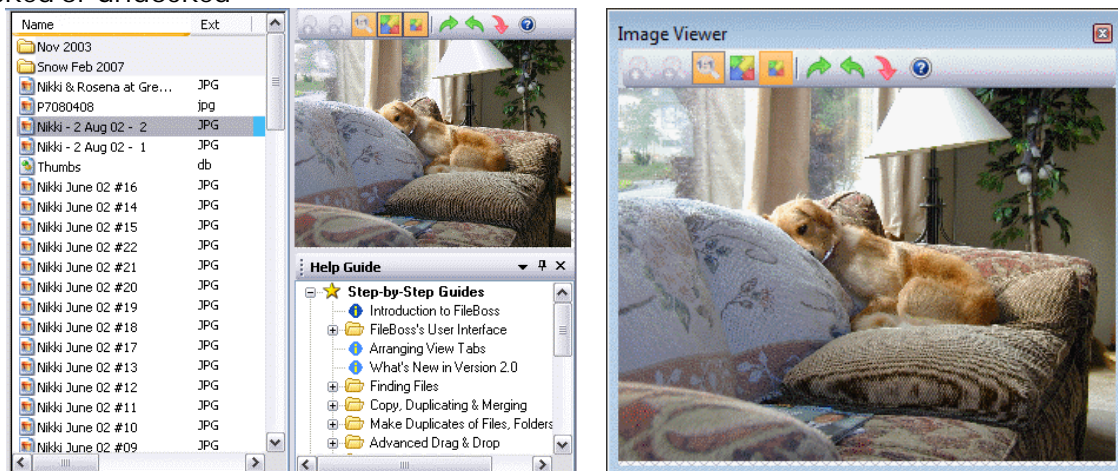 Name Ext
Nov 2003
Snow Feb 2007
Nikki & Rosena at Gre... JPG
P7080408 jpg
Nikki - 2 Aug 02 - 2 JPG
Nikki - 2 Aug 02 - 1 JPG
Thumbs db
Nikki June 02 #16 JPG
Nikki June 02 #14 JPG
Nikki June 02 #15 JPG
Nikki June 02 #22 JPG
Nikki June 02 #21 JPG
Nikki June 02 #20 JPG
Nikki June 02 #19 JPG
Nikki June 02 #18 JPG
Nikki June 02 #17 JPG
Nikki June 02 #13 JPG
Nikki June 02 #12 JPG
Nikki June 02 #11 JPG
Nikki June 02 #10 JPG
Nikki June 02 #09 JPG
1:1
Help Guide
Step-by-Step Guides
Introduction to FileBoss
FileBoss's User Interface
Arranging View Tabs
What's New in Version 2.0
Finding Files
Copy, Duplicating & Merging
Make Duplicates of Files, Folders
Advanced Drag & Drop
Image Viewer
1:1